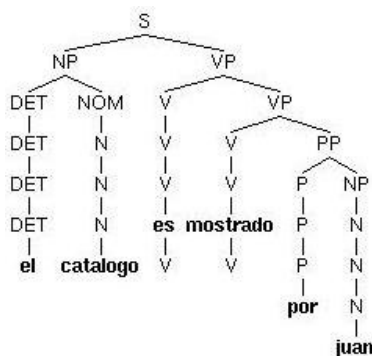 S
NP VP
DET NOM V VP
DET N V V PP
DET N V V P NP
DET N es mostrado P N
el catalogo V V P N
por N
juan